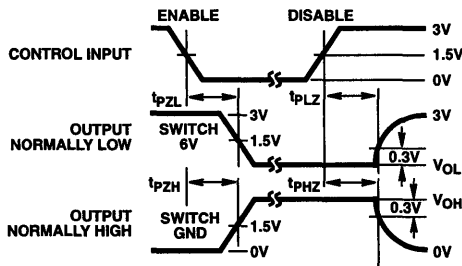 ENABLE DISABLE
CONTROL INPUT
3V
1.5V
0V
tPZL tPLZ
OUTPUT
NORMALLY LOW
SWITCH
6V
3V
1.5V
3V
0.3V
VOL
tPZH tPHZ
OUTPUT
NORMALLY HIGH
SWITCH
GND
1.5V
0V
VOH
0.3V
0V